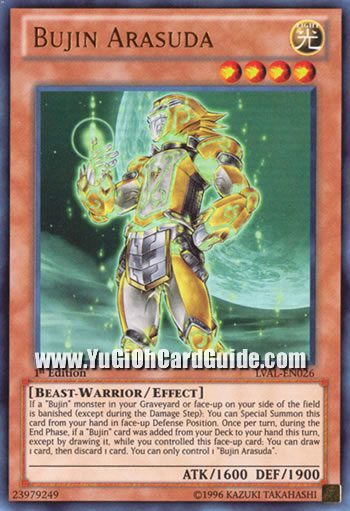 Bujin Arasuda
LIGHT
光
www.YuGiOhCardGuide.com
1st Edition
LVAL-EN026
[Beast-Warrior/Effect]
If a "Bujin" monster in your Graveyard or face-up on your side of the field
is banished (except during the Damage Step): You can Special Summon this
card from your hand in face-up Defense Position. Once per turn, during the
End Phase, if a "Bujin" card was added from your Deck to your hand this turn,
except by drawing it, while you controlled this face-up card: You can draw
1 card, then discard 1 card. You can only control 1 "Bujin Arasuda".
ATK/1600 DEF/1900
23979249
©1996 KAZUKI TAKAHASHI